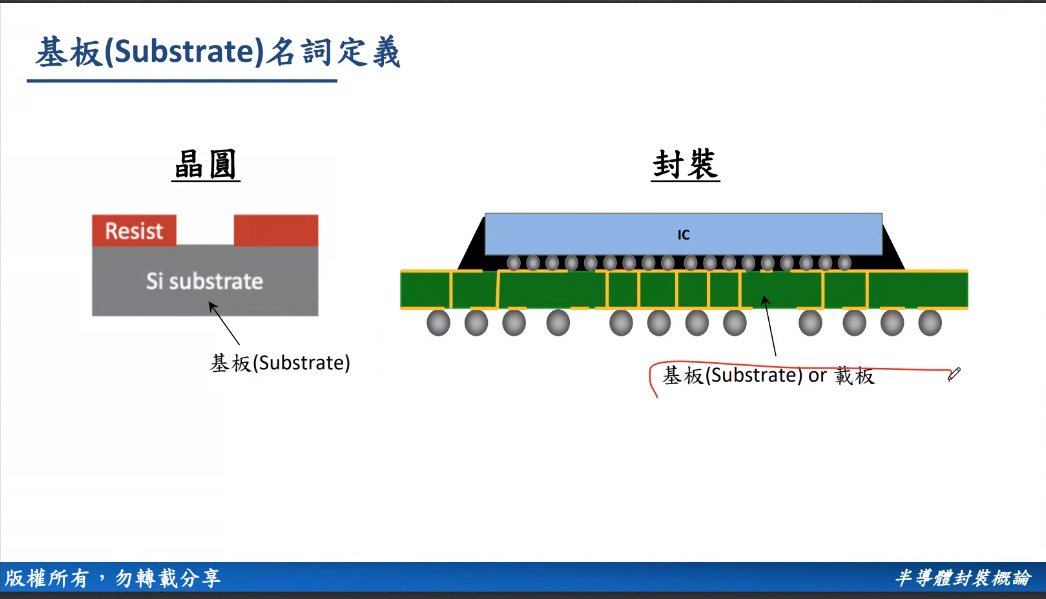 基板(Substrate)名詞定義
晶圓
封裝
Resist
Si substrate
基板(Substrate)
IC
基板(Substrate) or 載板
版權所有，勿轉載分享
半導體封裝概論